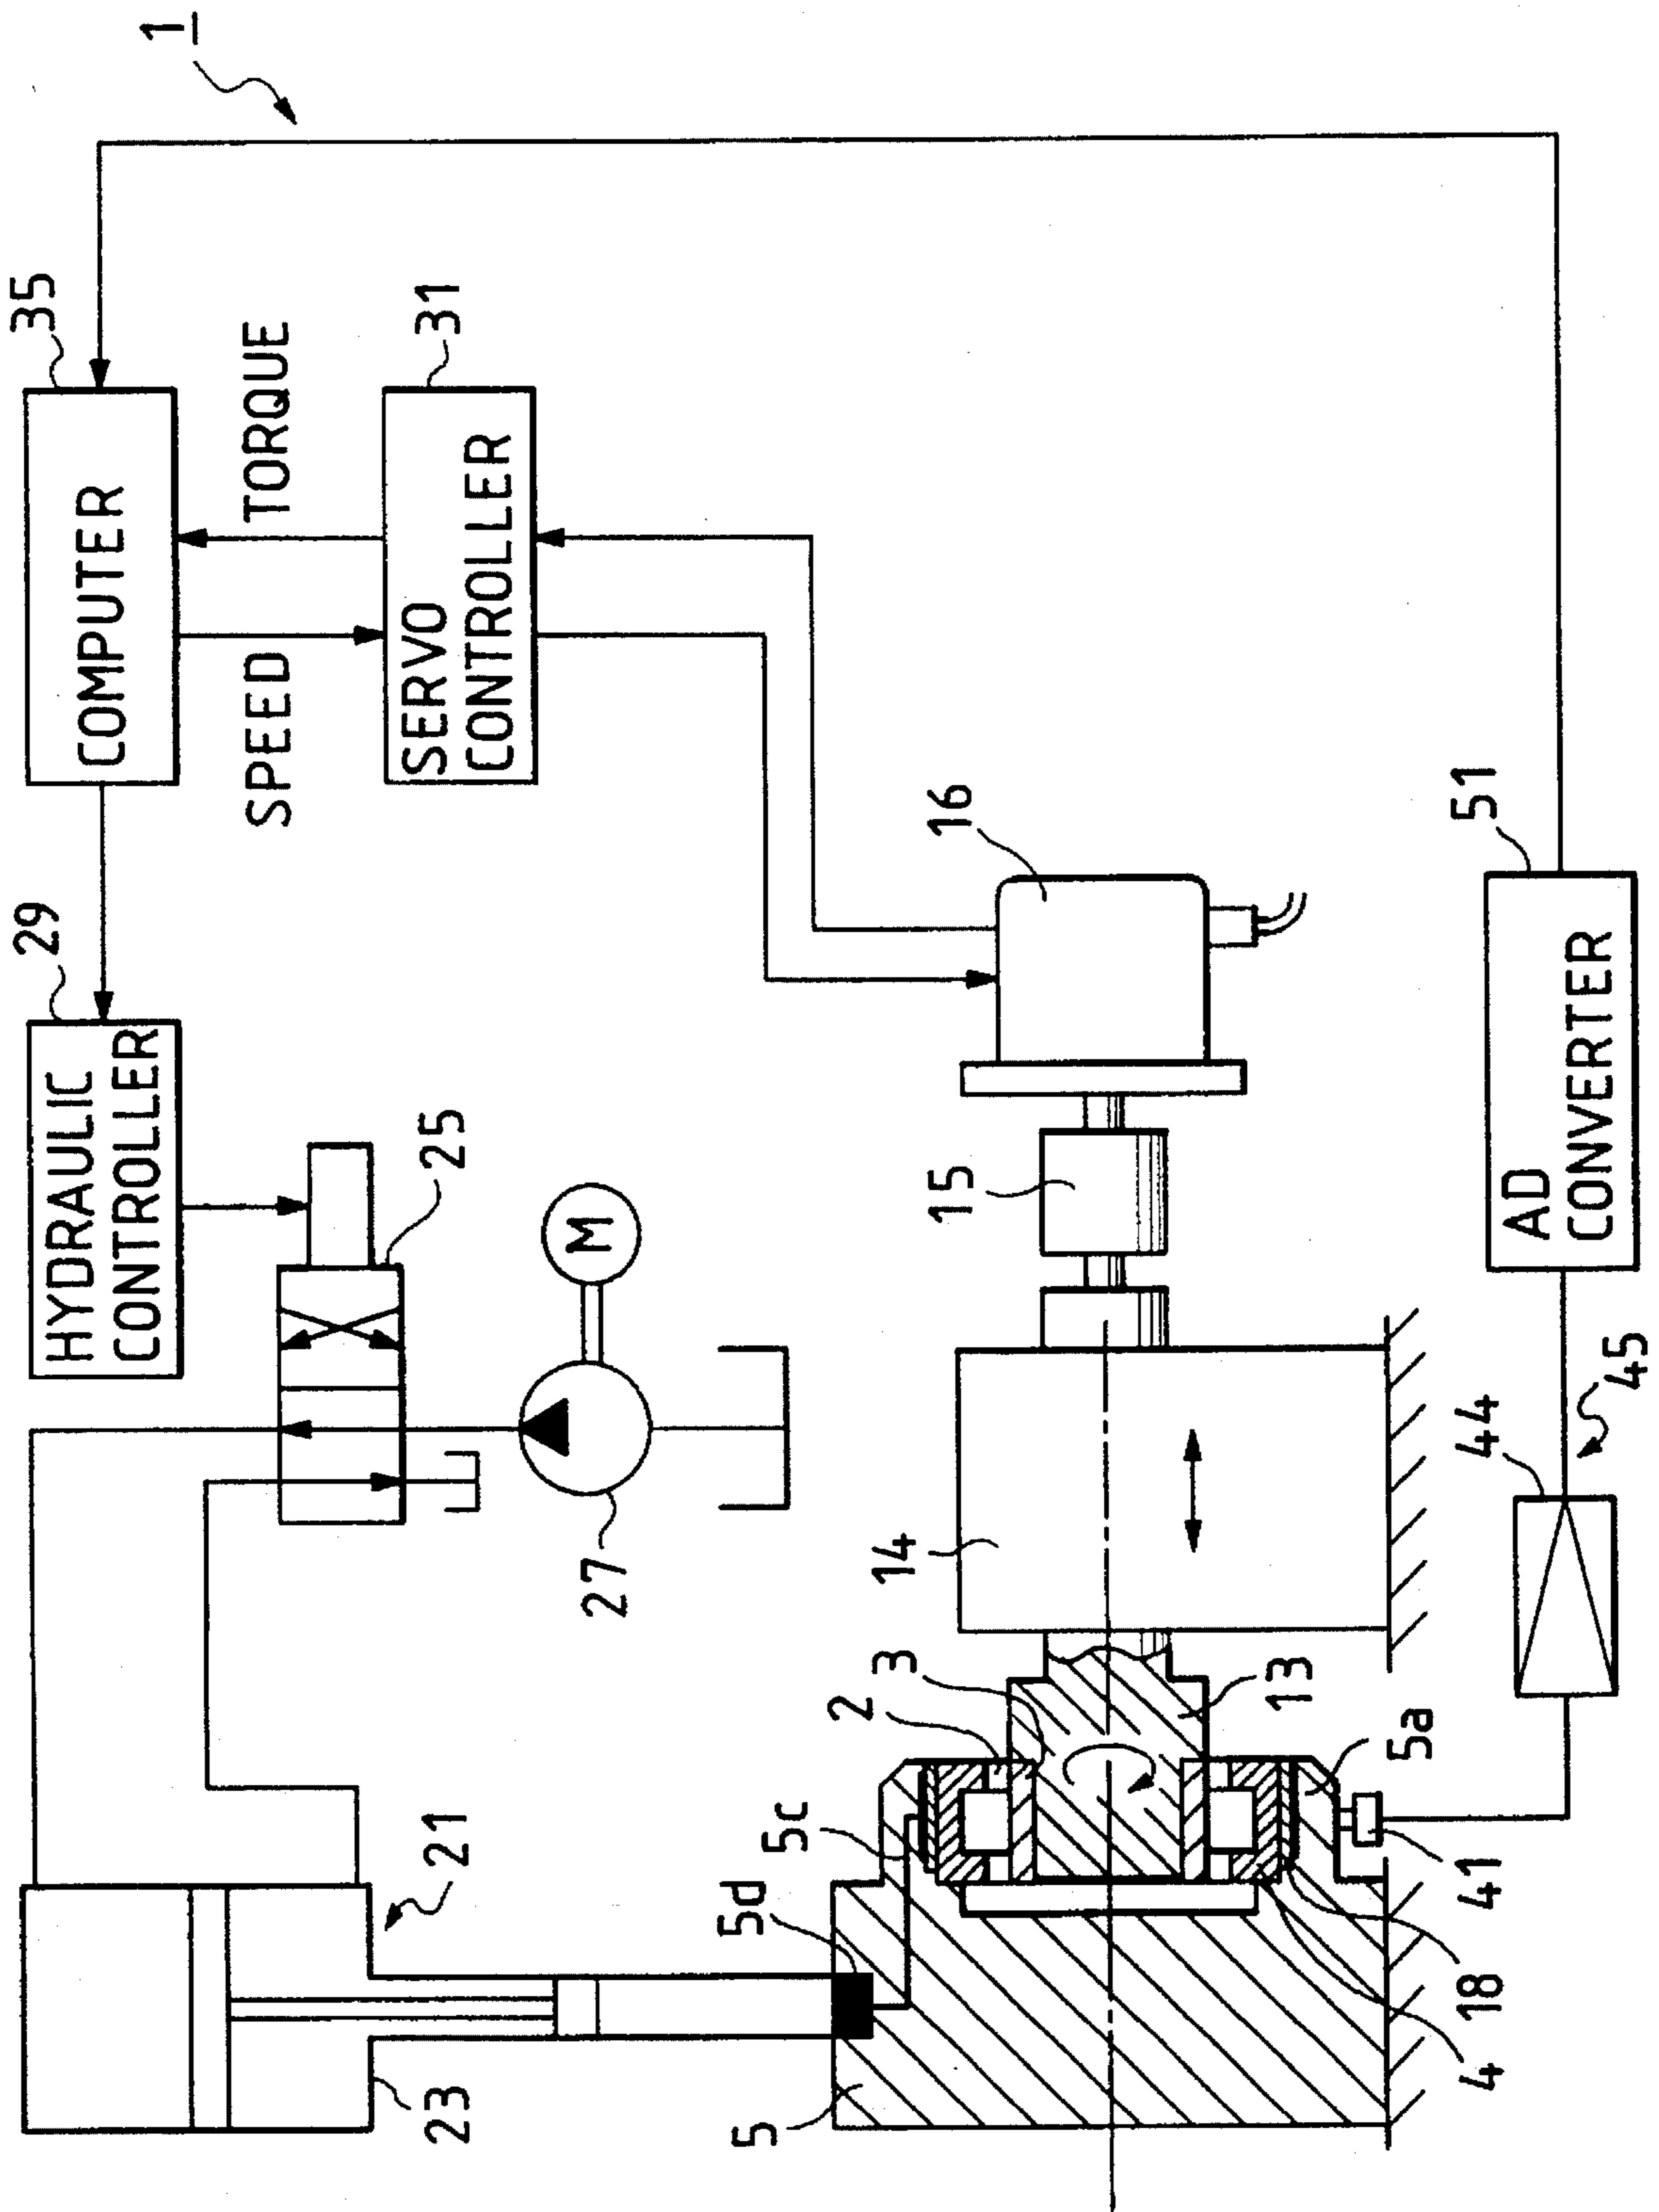 1
35
COMPUTER
TORQUE
SPEED
31
SERVO
CONTROLLER
29
HYDRAULIC
CONTROLLER
25
M
27
21
23
16
15
14
3
2
13
5c
5d
5
5a
41
18
4
44
45
51
AD
CONVERTER